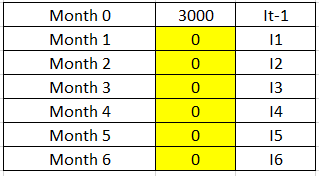 Month 0 3000 It-1
Month 1 0 I1
Month 2 0 I2
Month 3 0 I3
Month 4 0 I4
Month 5 0 I5
Month 6 0 I6